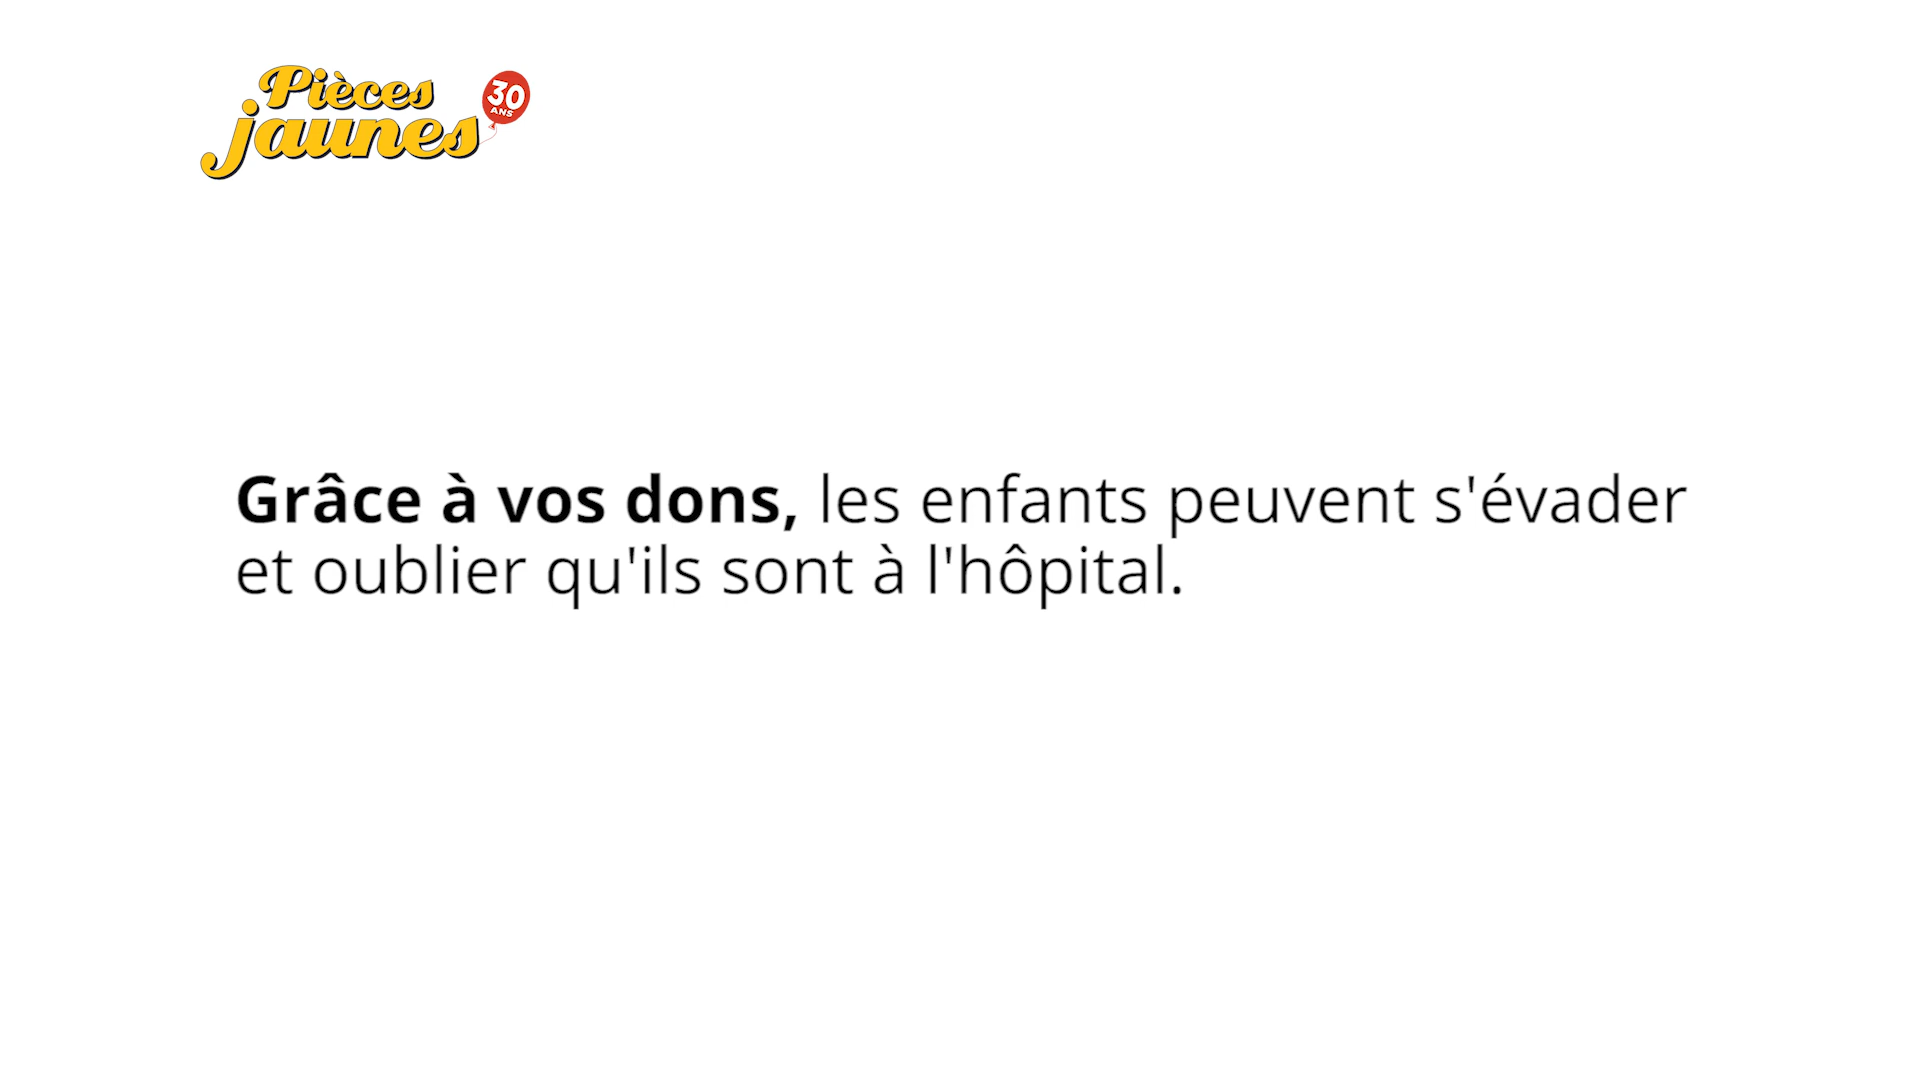 Pièces
jaunes
30
ANS
Grâce à vos dons, les enfants peuvent s'évader
et oublier qu'ils sont à l'hôpital.